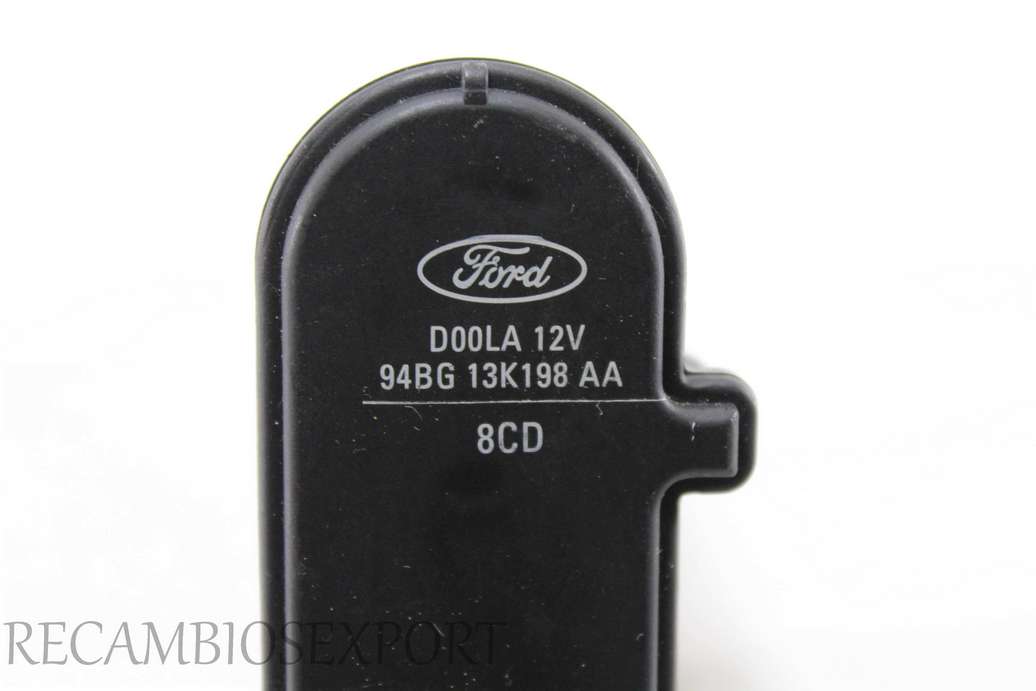 Ford
D00LA 12V
94BG 13K198 AA
8CD
RECAMBIOSEXPORT